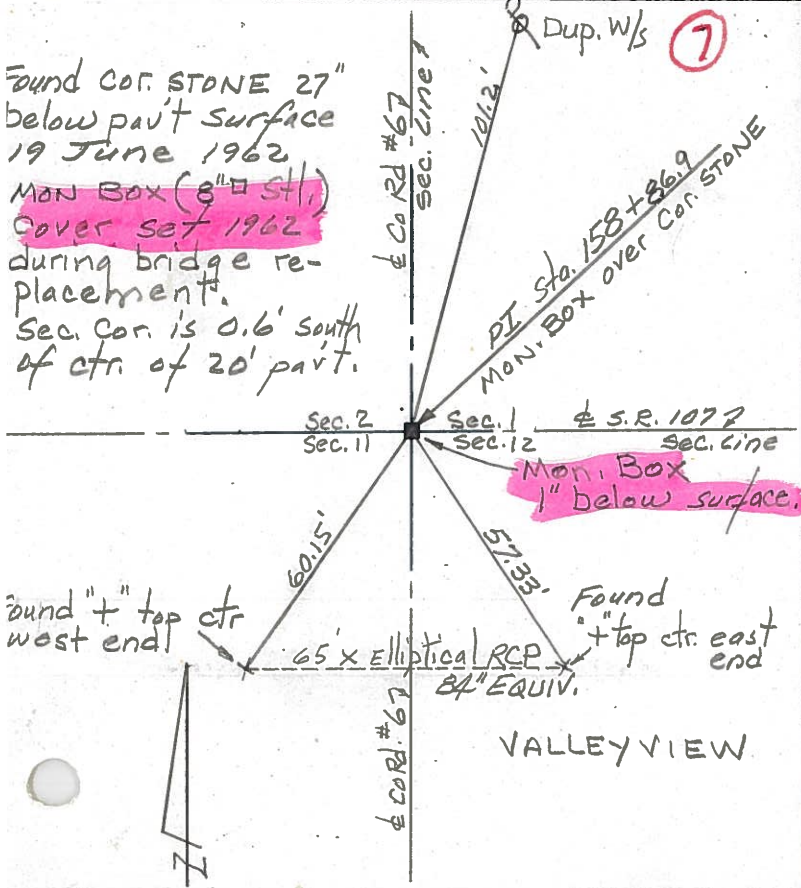 Dup. W/s
7
Found Cor. STONE 27"
below pav't surface
19 June 1962
MON BOX (8"□ Stl.)
Cover set 1962
during bridge re-
placement.
Sec. Cor. is 0.6' south
of ctr. of 20' pav't.
℄ Co Rd #67
Sec. Line
101.2'
PI Sta. 158+86.9
MON. BOX over Cor. STONE
Sec. 2
Sec. 11
Sec. 1
Sec. 12
℄ S.R. 1077
Sec. Line
Mon. Box
1" below surface.
60.15'
57.33'
Found "+" top ctr
west end
Found
"+" top ctr. east
end
65' x Elliptical RCP
84" EQUIV.
℄ Co Rd. #67
VALLEYVIEW
N